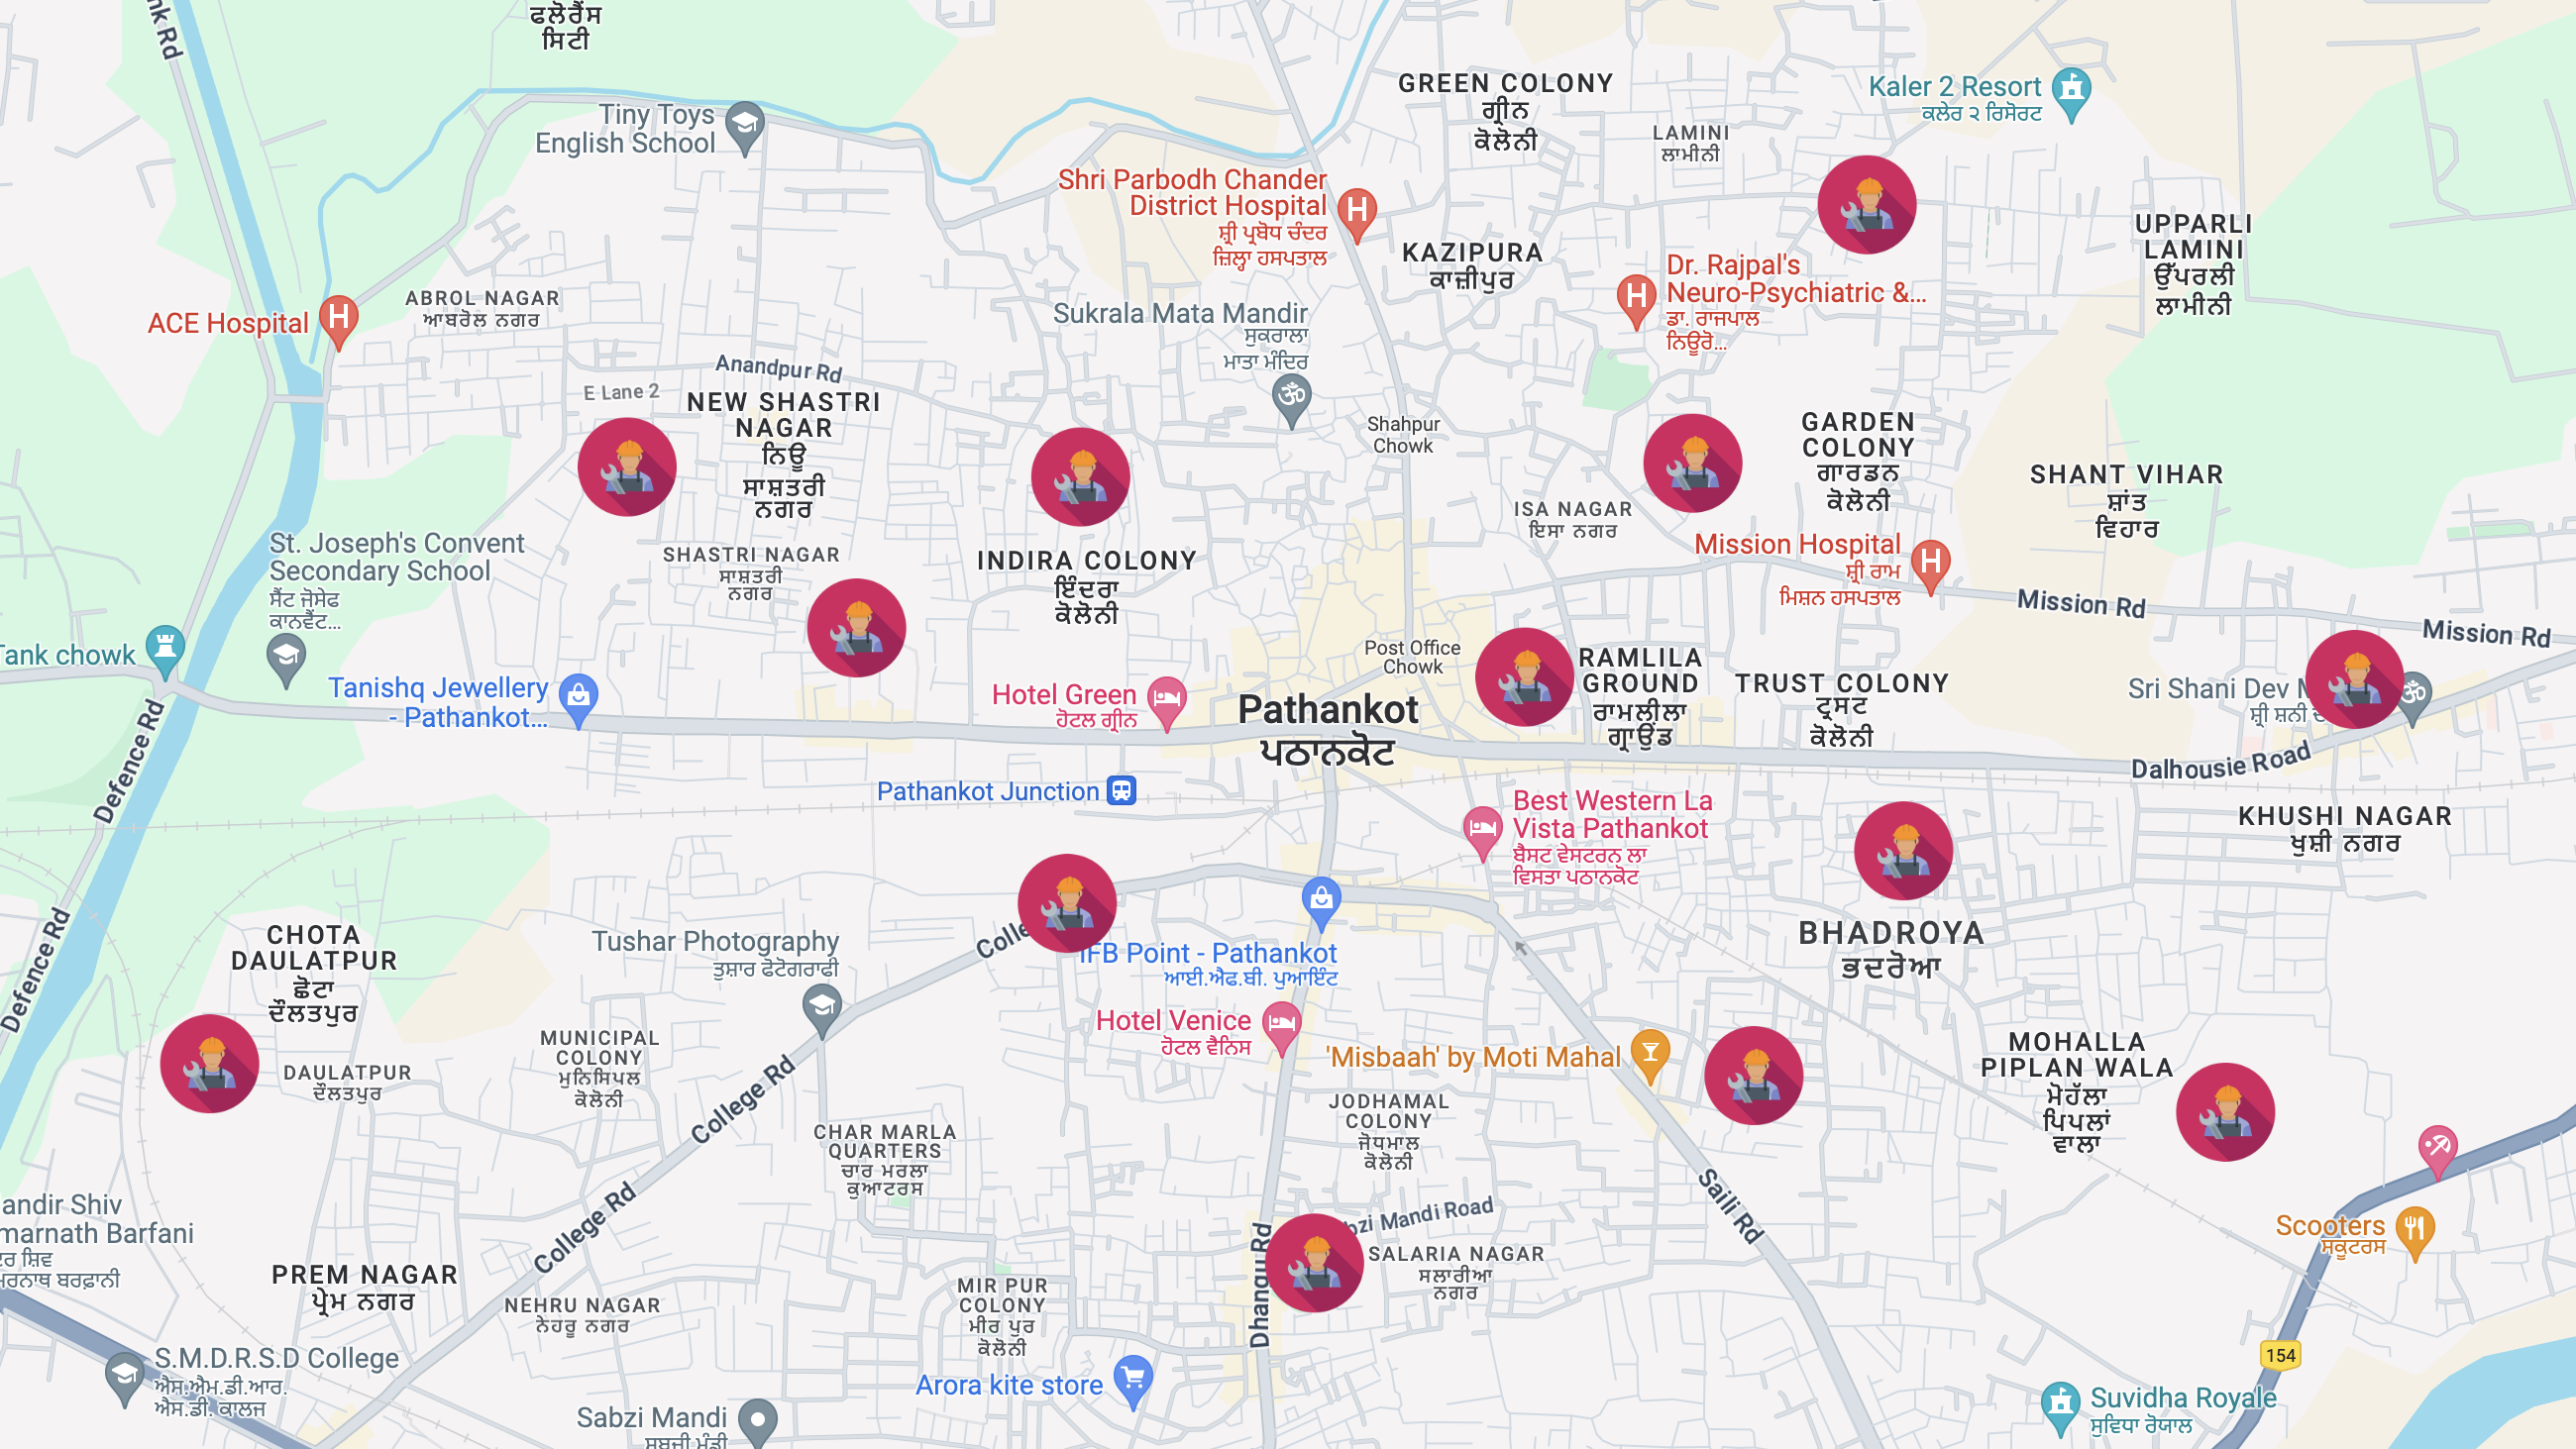 nk Rd
ਫਲੋਰੈਂਸ
ਸਿਟੀ
Tiny Toys
English School
GREEN COLONY
ਗ੍ਰੀਨ
ਕੋਲੋਨੀ
Kaler 2 Resort
ਕਲੇਰ ੨ ਰਿਸੋਰਟ
LAMINI
ਲਾਮੀਨੀ
Shri Parbodh Chander
District Hospital
ਸ਼੍ਰੀ ਪ੍ਰਬੋਧ ਚੰਦਰ
ਜ਼ਿਲ੍ਹਾ ਹਸਪਤਾਲ
KAZIPURA
ਕਾਜ਼ੀਪੁਰ
UPPARLI
LAMINI
ਉੱਪਰਲੀ
ਲਾਮੀਨੀ
Dr. Rajpal's
Neuro-Psychiatric &...
ਡਾ. ਰਾਜਪਾਲ
ਨਿਊਰੋ...
ABROL NAGAR
ਆਬਰੋਲ ਨਗਰ
ACE Hospital
Sukrala Mata Mandir
ਸੁਕਰਾਲਾ
ਮਾਤਾ ਮੰਦਿਰ
Anandpur Rd
E Lane 2
NEW SHASTRI
NAGAR
ਨਿਊ
ਸਾਸ਼ਤਰੀ
ਨਗਰ
Shahpur
Chowk
GARDEN
COLONY
ਗਾਰਡਨ
ਕੋਲੋਨੀ
SHANT VIHAR
ਸ਼ਾਂਤ
ਵਿਹਾਰ
ISA NAGAR
ਇਸਾ ਨਗਰ
St. Joseph's Convent
Secondary School
ਸੈਂਟ ਜੋਸੇਫ
ਕਾਨਵੈਂਟ...
SHASTRI NAGAR
ਸਾਸ਼ਤਰੀ
ਨਗਰ
INDIRA COLONY
ਇੰਦਰਾ
ਕੋਲੋਨੀ
Mission Hospital
ਸ਼੍ਰੀ ਰਾਮ
ਮਿਸ਼ਨ ਹਸਪਤਾਲ
Mission Rd
Mission Rd
Tank chowk
Post Office
Chowk
RAMLILA
GROUND
ਰਾਮਲੀਲਾ
ਗ੍ਰਾਊਂਡ
TRUST COLONY
ਟ੍ਰਸਟ
ਕੋਲੋਨੀ
Sri Shani Dev M
ਸ਼੍ਰੀ ਸ਼ਨੀ ਦ
Tanishq Jewellery
- Pathankot...
Hotel Green
ਹੋਟਲ ਗ੍ਰੀਨ
Pathankot
ਪਠਾਨਕੋਟ
Defence Rd
Dalhousie Road
Pathankot Junction
Best Western La
Vista Pathankot
ਬੈਸਟ ਵੇਸਟਰਨ ਲਾ
ਵਿਸਤਾ ਪਠਾਨਕੋਟ
KHUSHI NAGAR
ਖੁਸ਼ੀ ਨਗਰ
Defence Rd
CHOTA
DAULATPUR
ਛੋਟਾ
ਦੌਲਤਪੁਰ
Tushar Photography
ਤੁਸ਼ਾਰ ਫੋਟੋਗਰਾਫੀ
Colle
IFB Point - Pathankot
ਆਈ.ਐਫ.ਬੀ. ਪੁਆਇੰਟ
BHADROYA
ਭਦਰੋਆ
Hotel Venice
ਹੋਟਲ ਵੈਨਿਸ
MUNICIPAL
COLONY
ਮੁਨਿਸਿਪਲ
ਕੋਲੋਨੀ
DAULATPUR
ਦੌਲਤਪੁਰ
'Misbaah' by Moti Mahal
MOHALLA
PIPLAN WALA
ਮੋਹੱਲਾ
ਪਿਪਲਾਂ
ਵਾਲਾ
College Rd
JODHAMAL
COLONY
ਜੋਧਮਾਲ
ਕੋਲੋਨੀ
CHAR MARLA
QUARTERS
ਚਾਰ ਮਰਲਾ
ਕੁਆਟਰਸ
andir Shiv
marnath Barfani
ਰ ਸ਼ਿਵ
ਮਰਨਾਥ ਬਰਫ਼ਾਨੀ
College Rd
Sailli Rd
bzi Mandi Road
Scooters
ਸਕੂਟਰਸ
SALARIA NAGAR
ਸਲਾਰੀਆ
ਨਗਰ
Dhangu Rd
PREM NAGAR
ਪ੍ਰੇਮ ਨਗਰ
NEHRU NAGAR
ਨੇਹਰੂ ਨਗਰ
MIR PUR
COLONY
ਮੀਰ ਪੁਰ
ਕੋਲੋਨੀ
154
S.M.D.R.S.D College
ਐਸ.ਐਮ.ਡੀ.ਆਰ.
ਐਸ.ਡੀ. ਕਾਲਜ
Arora kite store
Sabzi Mandi
ਸਬਜ਼ੀ ਮੰਡੀ
Suvidha Royale
ਸੁਵਿਧਾ ਰੋਯਾਲ